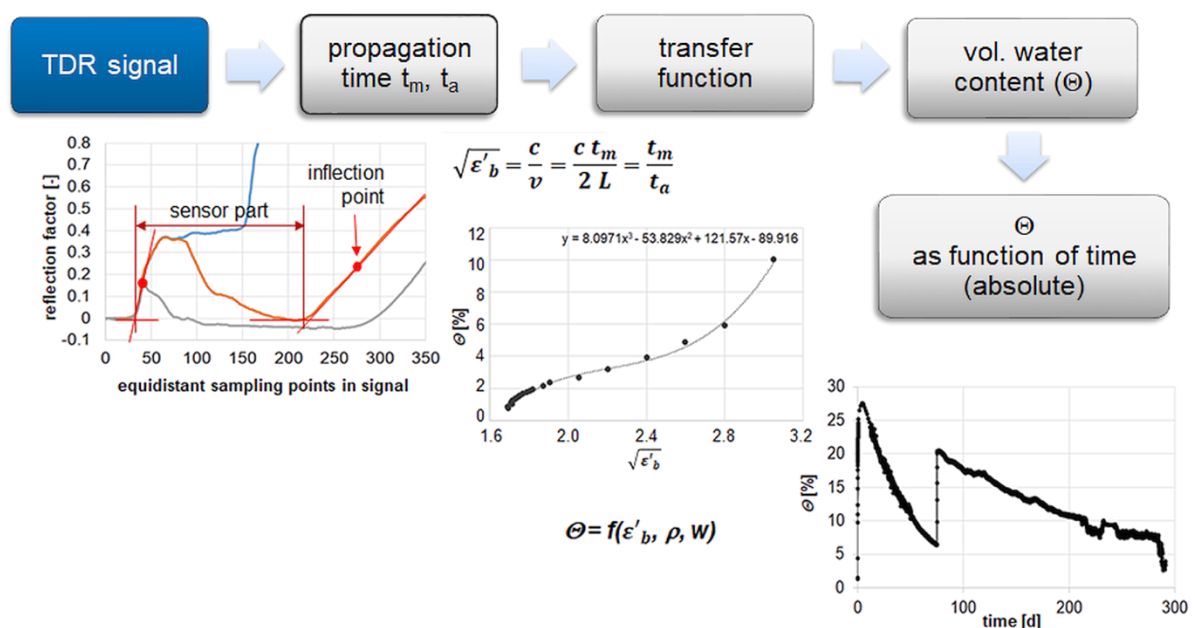 TDR signal
propagation
time tₘ, tₐ
transfer
function
vol. water
content (Θ)
Θ
as function of time
(absolute)
0.8
0.7
0.6
0.5
0.4
0.3
0.2
0.1
0
-0.1
reflection factor [-]
inflection
point
sensor part
0 50 100 150 200 250 300 350
equidistant sampling points in signal
√ε'_b = c/v = c tₘ / 2 L = tₘ/tₐ
12
10
8
6
4
2
0
Θ [%]
y = 8.0971x³ - 53.829x² + 121.57x - 89.916
1.6 2.0 2.4 2.8 3.2
√ε'_b
Θ = f(ε'_b, ρ, w)
30
25
20
15
10
5
0
Θ [%]
0 100 200 300
time [d]